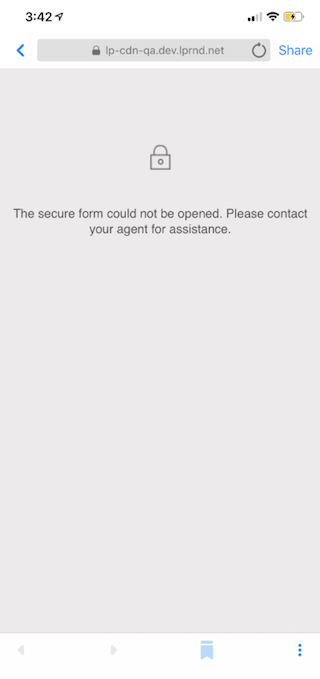 3:42
lp-cdn-qa.dev.lprnd.net
Share
The secure form could not be opened. Please contact
your agent for assistance.